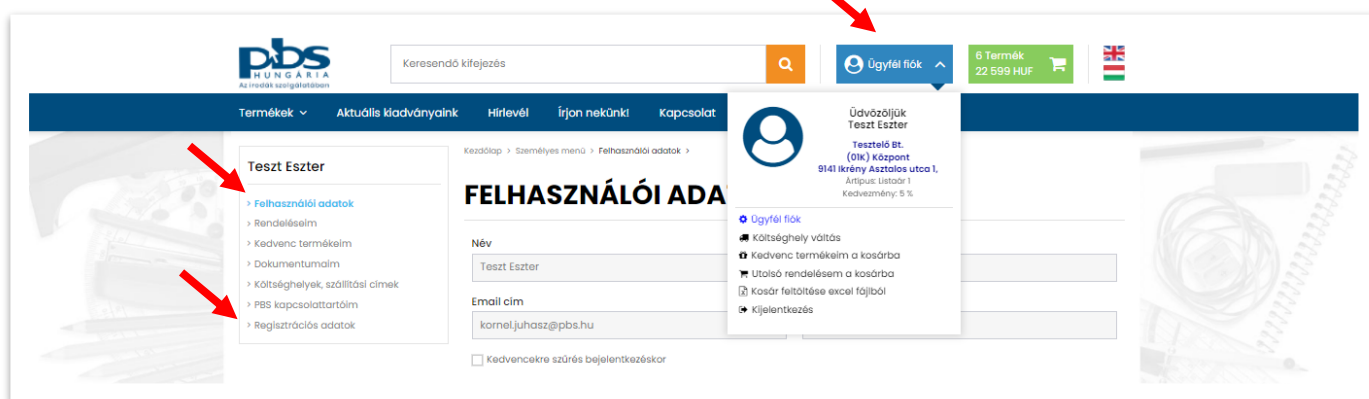 pbs
HUNGÁRIA
Az irodák szolgálatában
Keresendő kifejezés
Ügyfél fiók
6 Termék
22 599 HUF
Termékek
Aktuális kiadványaink
Hírlevél
Írjon nekünk!
Kapcsolat
Teszt Eszter
> Felhasználói adatok
> Rendeléseim
> Kedvenc termékeim
> Dokumentumaim
> Költséghelyek, szállítási címek
> PBS kapcsolattartóim
> Regisztrációs adatok
Kezdőlap > Személyes menü > Felhasználói adatok >
FELHASZNÁLÓI ADA
Név
Teszt Eszter
Email cím
kornel.juhasz@pbs.hu
Kedvencekre szűrés bejelentkezéskor
Üdvözöljük
Teszt Eszter
Tesztelő Bt.
(01K) Központ
9141 Ikrény Asztalos utca 1,
Ártípus: Listaár 1
Kedvezmény: 5 %
Ügyfél fiók
Költséghely váltás
Kedvenc termékeim a kosárba
Utolsó rendelésem a kosárba
Kosár feltöltése excel fájlból
Kijelentkezés